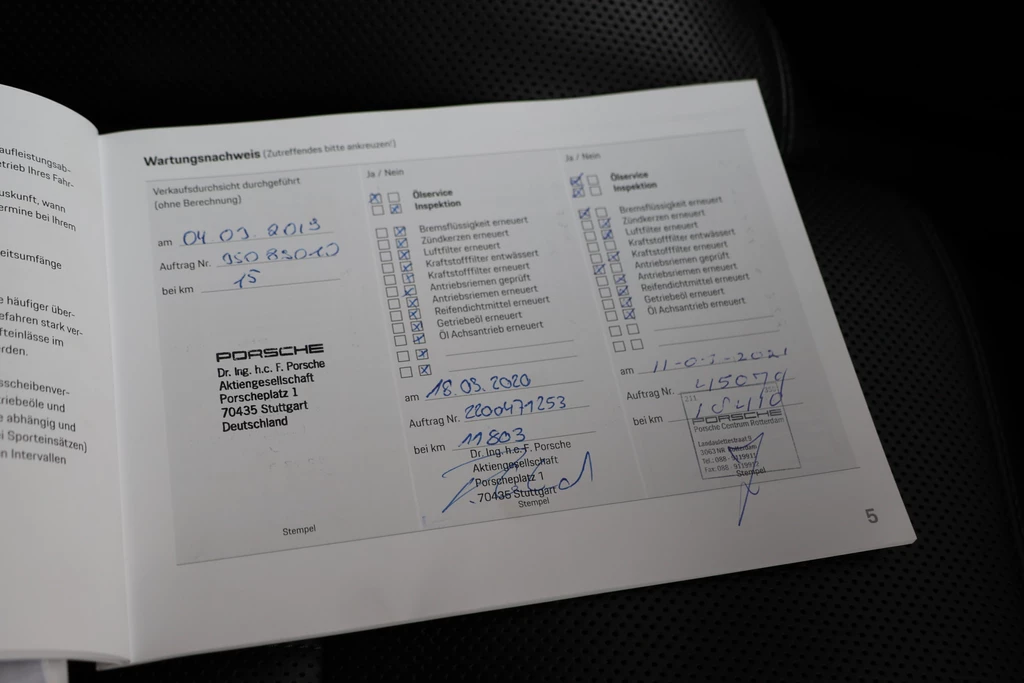 aufleistungsab-
etrieb Ihres Fahr-
uskunft, wann
ermine bei Ihrem
eitsumfänge
e häufiger über-
efahren stark ver-
fteinlässe im
rden.
sscheibenver-
riebeöle und
e abhängig und
i Sporteinsätzen)
n Intervallen
Wartungsnachweis (Zutreffendes bitte ankreuzen!)
Verkaufsdurchsicht durchgeführt
(ohne Berechnung)
am 04.03.2019
Auftrag Nr.
bei km 15
PORSCHE
Dr. Ing. h.c. F. Porsche
Aktiengesellschaft
Porscheplatz 1
70435 Stuttgart
Deutschland
Stempel
Ja / Nein
Ölservice
Inspektion
Bremsflüssigkeit erneuert
Zündkerzen erneuert
Luftfilter erneuert
Kraftstofffilter entwässert
Kraftstofffilter erneuert
Antriebsriemen geprüft
Antriebsriemen erneuert
Reifendichtmittel erneuert
Getriebeöl erneuert
Öl Achsantrieb erneuert
am 18.03.2020
Auftrag Nr. 2200471253
bei km 11803
Dr. Ing. h.c. F. Porsche
Aktiengesellschaft
Porscheplatz 1
70435 Stuttgart
Stempel
Ja / Nein
Ölservice
Inspektion
Bremsflüssigkeit erneuert
Zündkerzen erneuert
Luftfilter erneuert
Kraftstofffilter entwässert
Kraftstofffilter erneuert
Antriebsriemen geprüft
Antriebsriemen erneuert
Reifendichtmittel erneuert
Getriebeöl erneuert
Öl Achsantrieb erneuert
am
Auftrag Nr. 45079
bei km
PORSCHE
Porsche Centrum Rotterdam
3063 NR Rotterdam
Stempel
5